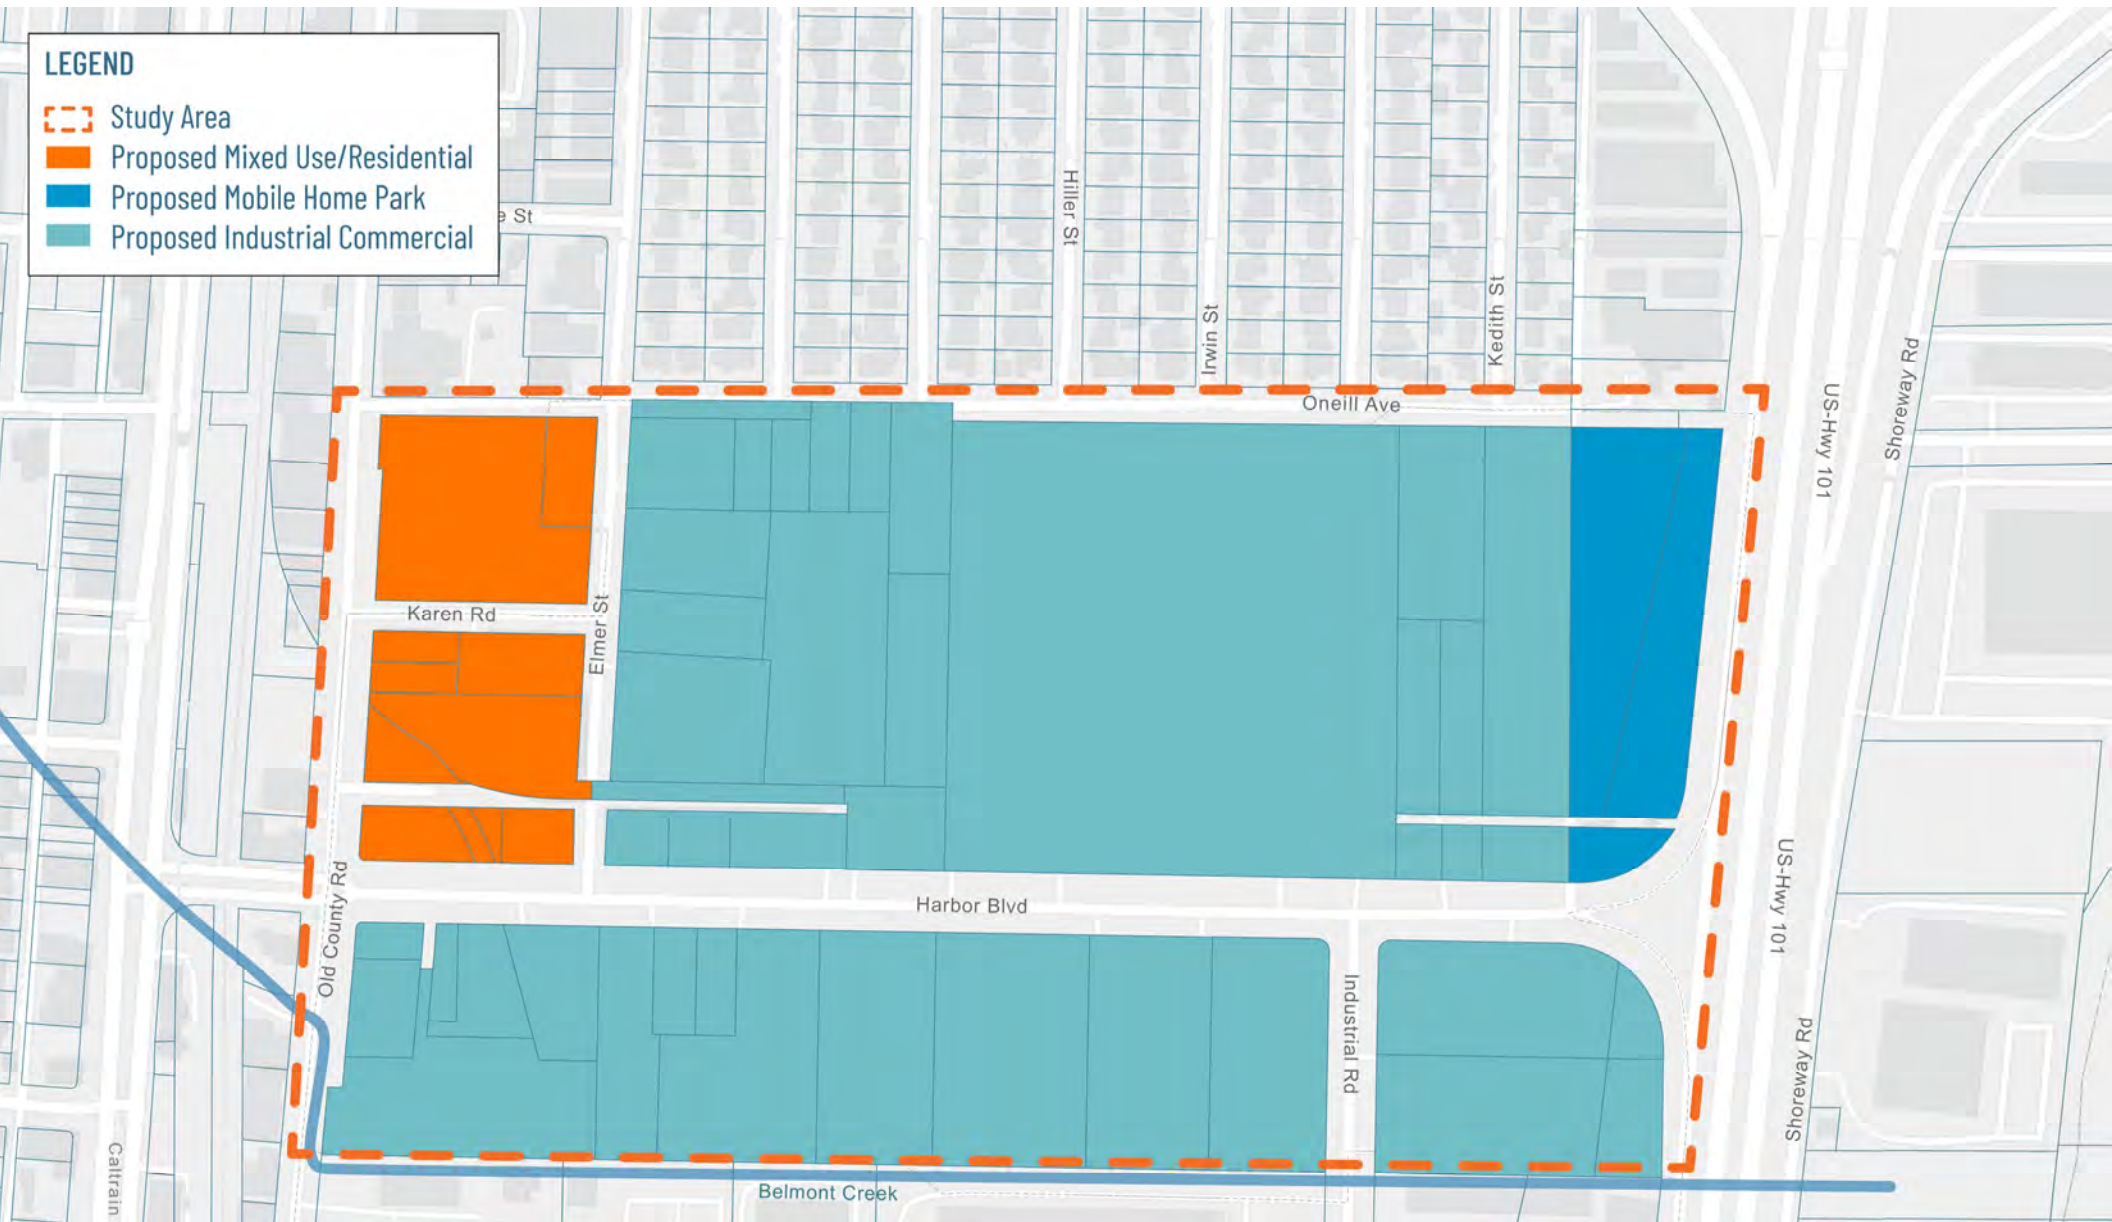 LEGEND
Study Area
Proposed Mixed Use/Residential
Proposed Mobile Home Park
Proposed Industrial Commercial
St
Hiller St
Irwin St
Kedith St
Oneill Ave
US-Hwy 101
Shoreway Rd
Karen Rd
Elmer St
Old County Rd
Harbor Blvd
Industrial Rd
US-Hwy 101
Shoreway Rd
Caltrain
Belmont Creek